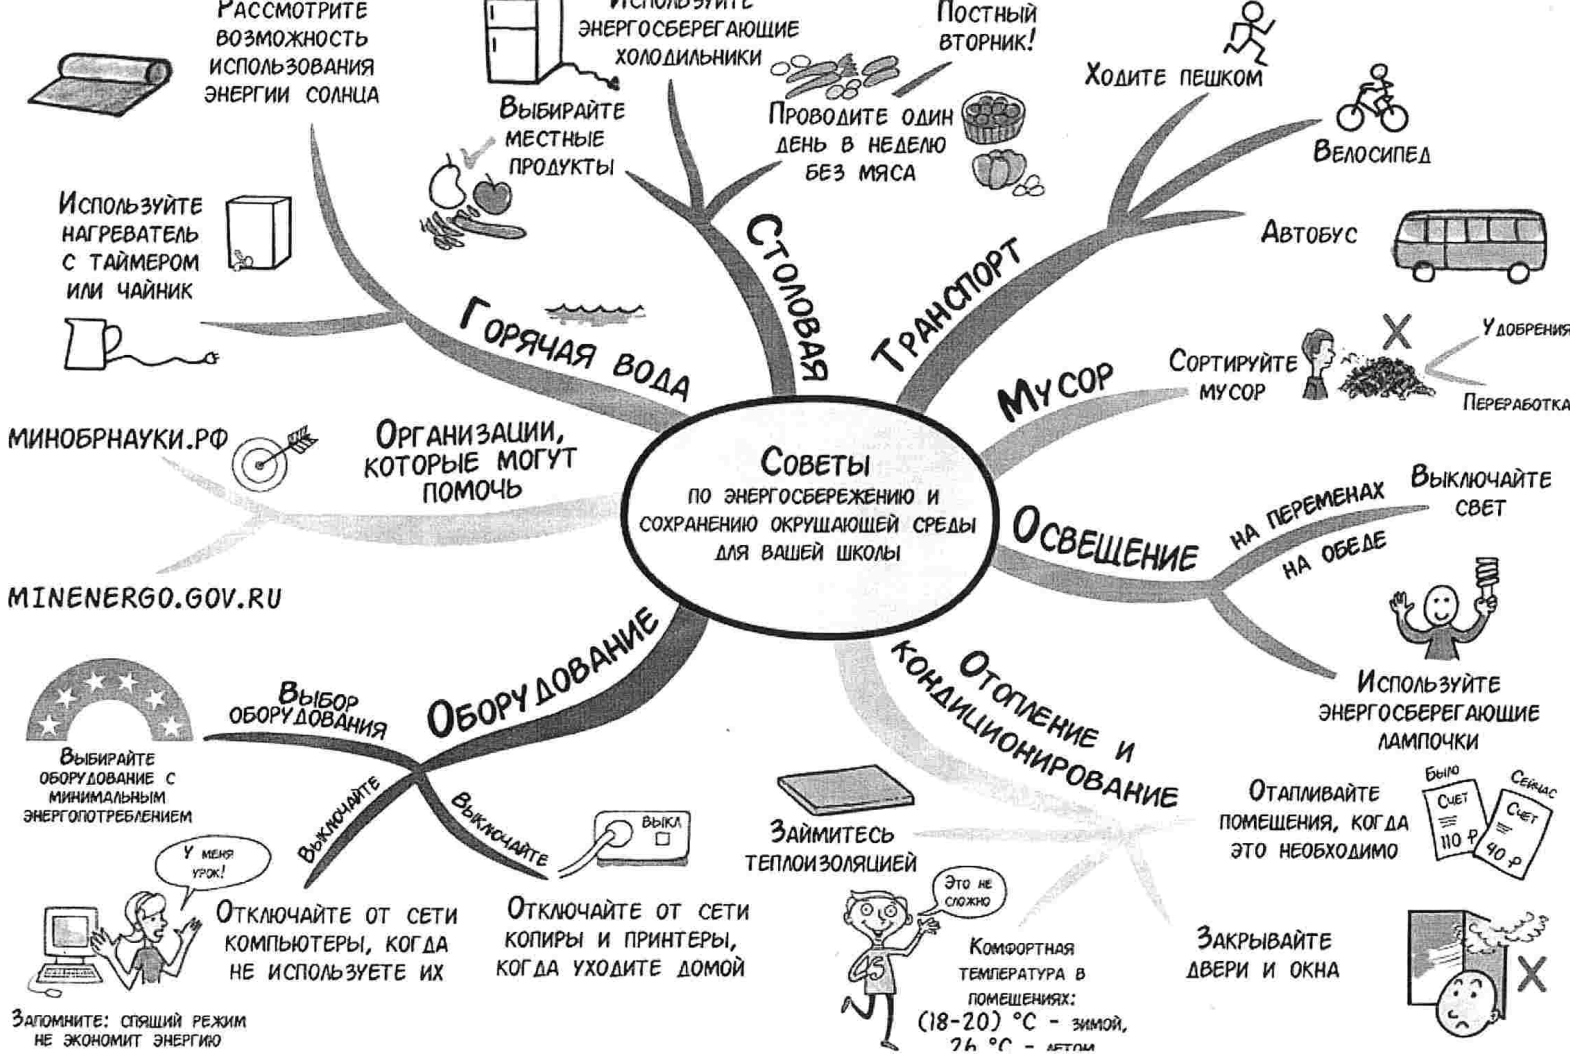 РАССМОТРИТЕ
ВОЗМОЖНОСТЬ
ИСПОЛЬЗОВАНИЯ
ЭНЕРГИИ СОЛНЦА
ИСПОЛЬЗУЙТЕ
НАГРЕВАТЕЛЬ
С ТАЙМЕРОМ
ИЛИ ЧАЙНИК
ГОРЯЧАЯ ВОДА
ИСПОЛЬЗУЙТЕ
ЭНЕРГОСБЕРЕГАЮЩИЕ
ХОЛОДИЛЬНИКИ
ВЫБИРАЙТЕ
МЕСТНЫЕ
ПРОДУКТЫ
ПОСТНЫЙ
ВТОРНИК!
ПРОВОДИТЕ ОДИН
ДЕНЬ В НЕДЕЛЮ
БЕЗ МЯСА
СТОЛОВАЯ
ХОДИТЕ ПЕШКОМ
ВЕЛОСИПЕД
АВТОБУС
ТРАНСПОРТ
МУСОР
СОРТИРУЙТЕ
МУСОР
УДОБРЕНИЯ
ПЕРЕРАБОТКА
МИНОБРНАУКИ.РФ
ОРГАНИЗАЦИИ,
КОТОРЫЕ МОГУТ
ПОМОЧЬ
MINENERGO.GOV.RU
СОВЕТЫ
ПО ЭНЕРГОСБЕРЕЖЕНИЮ И
СОХРАНЕНИЮ ОКРУШАЮЩЕЙ СРЕДЫ
ДЛЯ ВАШЕЙ ШКОЛЫ
ОСВЕЩЕНИЕ
НА ПЕРЕМЕНАХ
НА ОБЕДЕ
ВЫКЛЮЧАЙТЕ
СВЕТ
ИСПОЛЬЗУЙТЕ
ЭНЕРГОСБЕРЕГАЮЩИЕ
ЛАМПОЧКИ
ОБОРУДОВАНИЕ
ВЫБОР
ОБОРУДОВАНИЯ
ВЫБИРАЙТЕ
ОБОРУДОВАНИЕ С
МИНИМАЛЬНЫМ
ЭНЕРГОПОТРЕБЛЕНИЕМ
ВЫКЛЮЧАЙТЕ
ВЫКЛЮЧАЙТЕ
ВЫКЛ
У МЕНЯ
УРОК!
ОТКЛЮЧАЙТЕ ОТ СЕТИ
КОМПЬЮТЕРЫ, КОГДА
НЕ ИСПОЛЬЗУЕТЕ ИХ
ЗАПОМНИТЕ: СПЯЩИЙ РЕЖИМ
НЕ ЭКОНОМИТ ЭНЕРГИЮ
ОТКЛЮЧАЙТЕ ОТ СЕТИ
КОПИРЫ И ПРИНТЕРЫ,
КОГДА УХОДИТЕ ДОМОЙ
ОТОПЛЕНИЕ И
КОНДИЦИОНИРОВАНИЕ
ЗАЙМИТЕСЬ
ТЕПЛОИЗОЛЯЦИЕЙ
ЭТО НЕ
СЛОЖНО
КОМФОРТНАЯ
ТЕМПЕРАТУРА В
ПОМЕЩЕНИЯХ:
(18-20) °С - ЗИМОЙ,
26 °С - ЛЕТОМ
ОТАПЛИВАЙТЕ
ПОМЕЩЕНИЯ, КОГДА
ЭТО НЕОБХОДИМО
БЫЛО
СЧЕТ
110 ₽
СЕЙЧАС
СЧЕТ
40 ₽
ЗАКРЫВАЙТЕ
ДВЕРИ И ОКНА